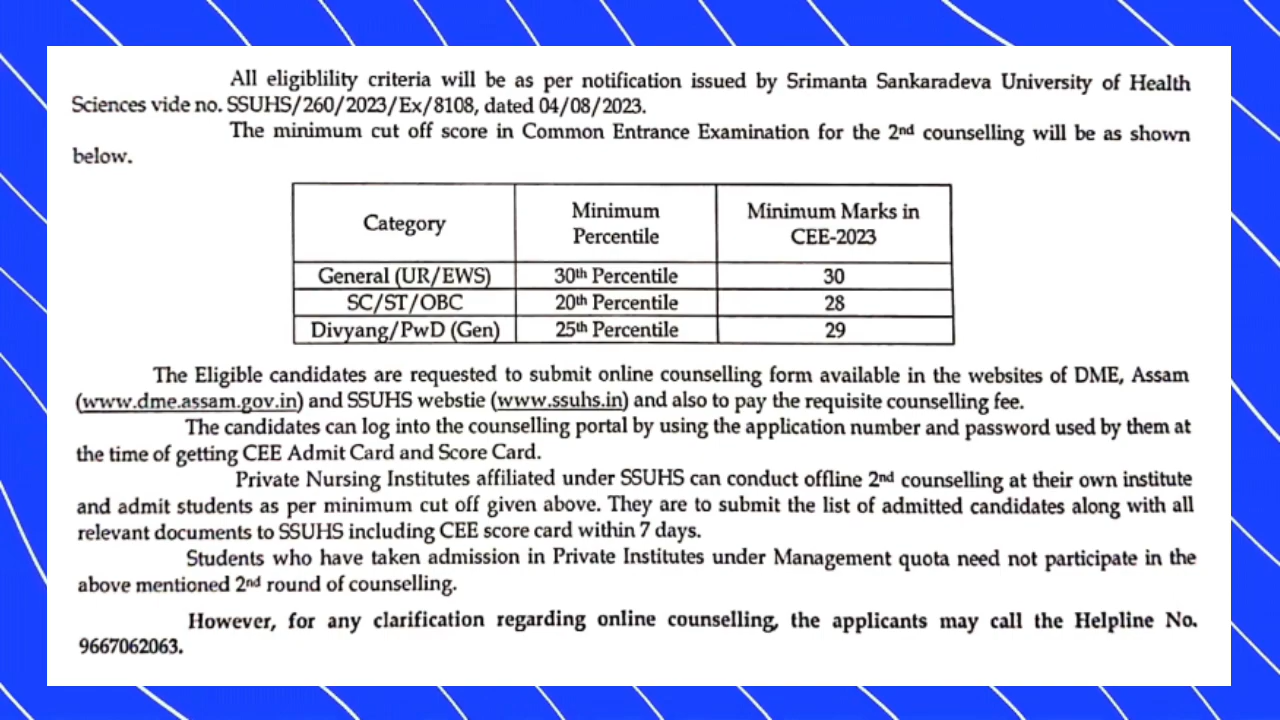 All eligiblility criteria will be as per notification issued by Srimanta Sankaradeva University of Health
Sciences vide no. SSUHS/260/2023/Ex/8108, dated 04/08/2023.
The minimum cut off score in Common Entrance Examination for the 2nd counselling will be as shown
below.
Category
Minimum
Percentile
Minimum Marks in
CEE-2023
General (UR/EWS) 30th Percentile 30
SC/ST/OBC 20th Percentile 28
Divyang/PwD (Gen) 25th Percentile 29
The Eligible candidates are requested to submit online counselling form available in the websites of DME, Assam
(www.dme.assam.gov.in) and SSUHS webstie (www.ssuhs.in) and also to pay the requisite counselling fee.
The candidates can log into the counselling portal by using the application number and password used by them at
the time of getting CEE Admit Card and Score Card.
Private Nursing Institutes affiliated under SSUHS can conduct offline 2nd counselling at their own institute
and admit students as per minimum cut off given above. They are to submit the list of admitted candidates along with all
relevant documents to SSUHS including CEE score card within 7 days.
Students who have taken admission in Private Institutes under Management quota need not participate in the
above mentioned 2nd round of counselling.
However, for any clarification regarding online counselling, the applicants may call the Helpline No.
9667062063.